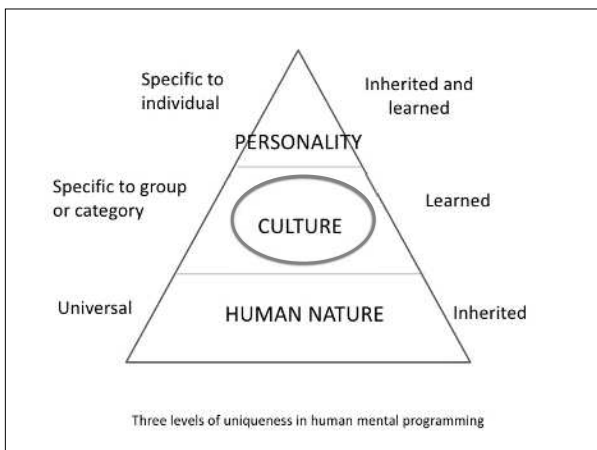 Specific to
individual
Inherited and
learned
PERSONALITY
Specific to group
or category
CULTURE
Learned
Universal
HUMAN NATURE
Inherited
Three levels of uniqueness in human mental programming